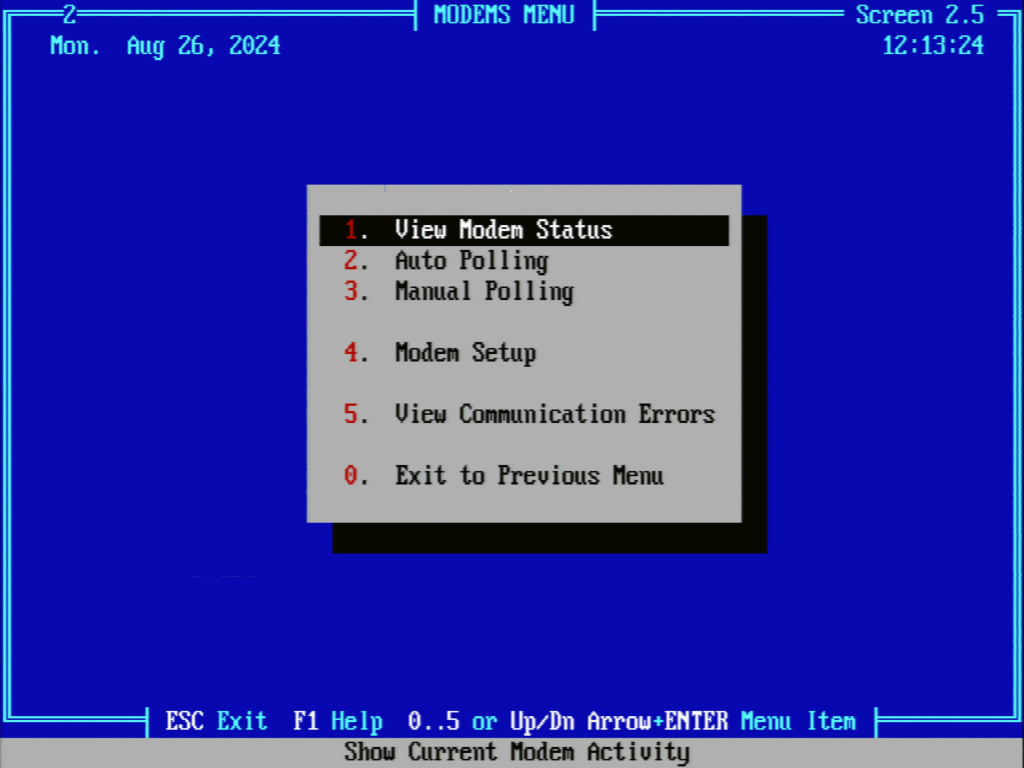 2 MODEMS MENU Screen 2.5
Mon. Aug 26, 2024 12:13:24
1. View Modem Status
2. Auto Polling
3. Manual Polling
4. Modem Setup
5. View Communication Errors
0. Exit to Previous Menu
ESC Exit F1 Help 0..5 or Up/Dn Arrow+ENTER Menu Item
Show Current Modem Activity